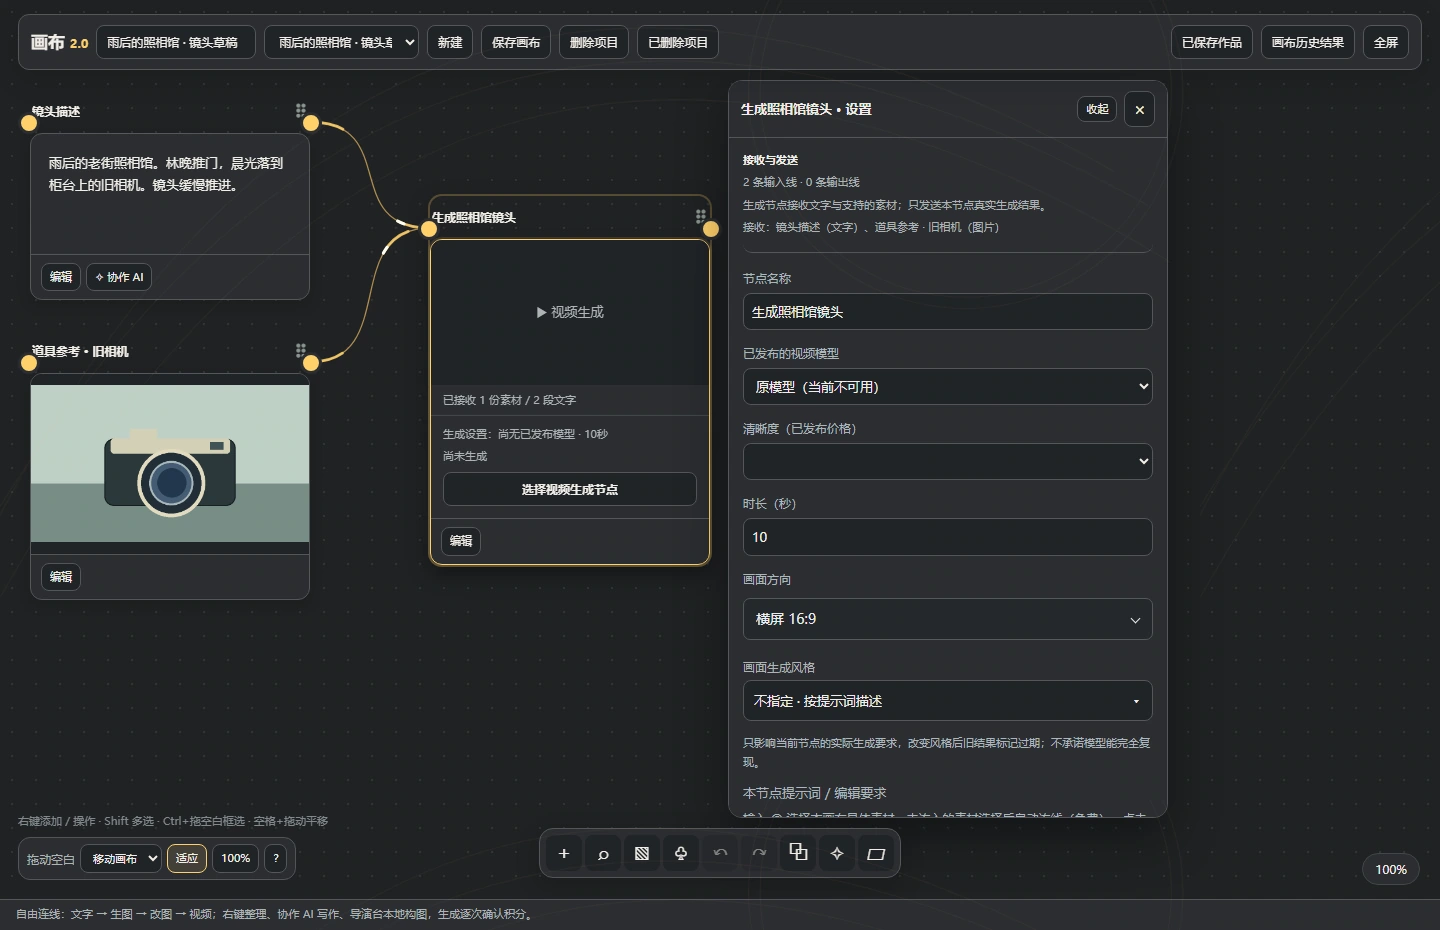 画布 2.0
雨后的照相馆 · 镜头草稿
雨后的照相馆 · 镜头草
新建
保存画布
删除项目
已删除项目
已保存作品
画布历史结果
全屏
镜头描述
雨后的老街照相馆。林晚推门，晨光落到
柜台上的旧相机。镜头缓慢推进。
编辑
✧ 协作 AI
道具参考 · 旧相机
编辑
生成照相馆镜头
▶ 视频生成
已接收 1 份素材 / 2 段文字
生成设置：尚无已发布模型 · 10秒
尚未生成
选择视频生成节点
编辑
生成照相馆镜头 · 设置
收起
×
接收与发送
2 条输入线 · 0 条输出线
生成节点接收文字与支持的素材；只发送本节点真实生成结果。
接收：镜头描述（文字）、道具参考 · 旧相机（图片）
节点名称
生成照相馆镜头
已发布的视频模型
原模型（当前不可用）
清晰度（已发布价格）
时长（秒）
10
画面方向
横屏 16:9
画面生成风格
不指定 · 按提示词描述
只影响当前节点的实际生成要求，改变风格后旧结果标记过期；不承诺模型能完全复
现。
本节点提示词 / 编辑要求
右键添加 / 操作 · Shift 多选 · Ctrl+拖空白框选 · 空格+拖动平移
拖动空白
移动画布
适应
100%
?
100%
自由连线：文字 → 生图 → 改图 → 视频；右键整理、协作 AI 写作、导演台本地构图，生成逐次确认积分。